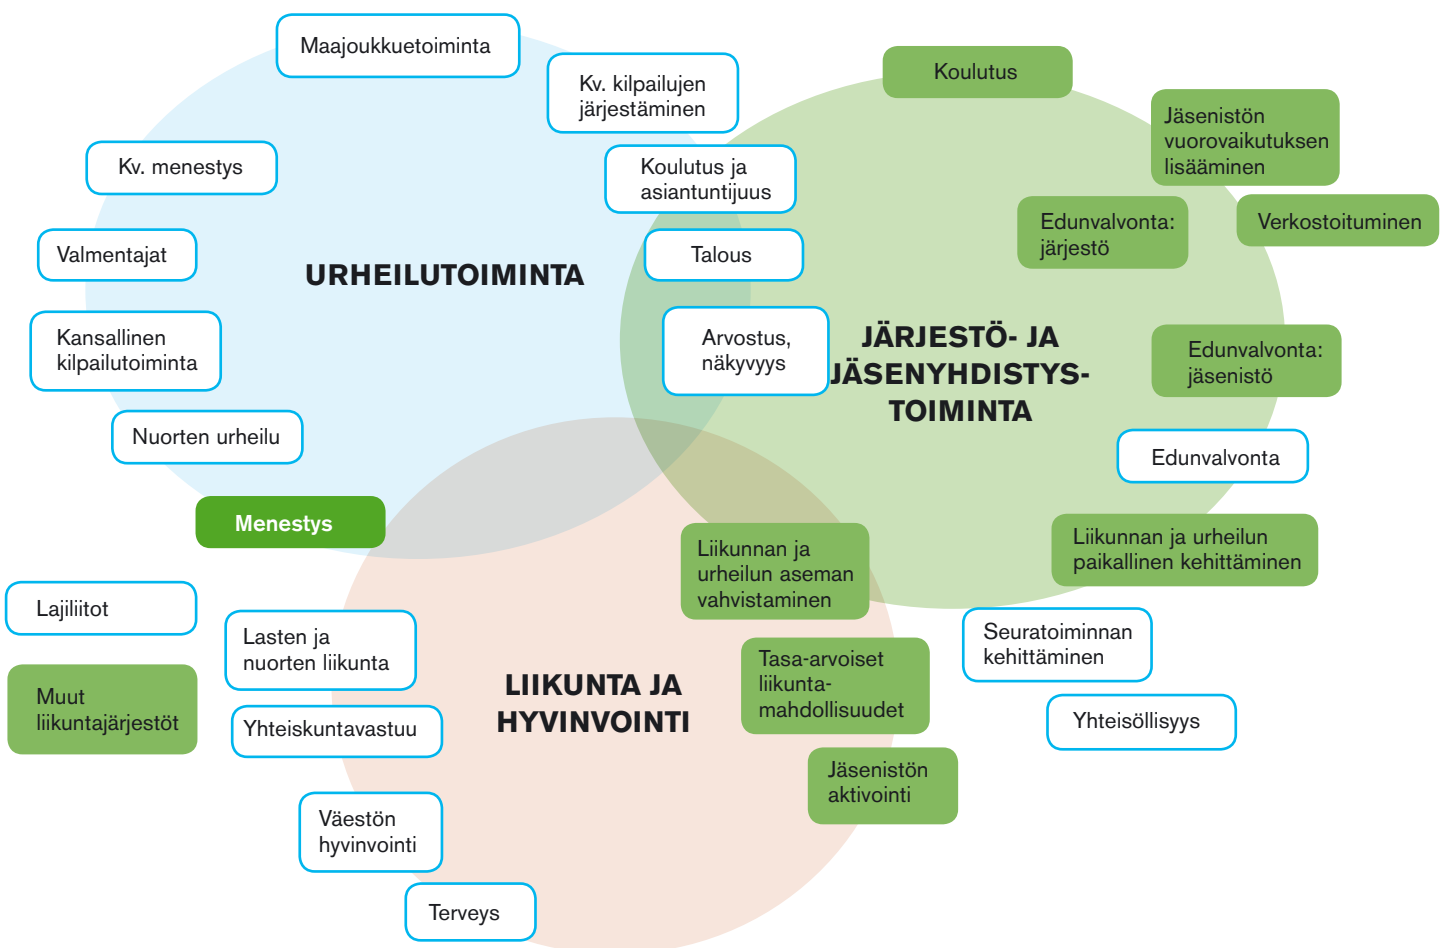 Maajoukkuetoiminta
Kv. kilpailujen
järjestäminen
Koulutus
Jäsenistön
vuorovaikutuksen
lisääminen
Kv. menestys
Koulutus ja
asiantuntijuus
Edunvalvonta:
järjestö
Verkostoituminen
Valmentajat
URHEILUTOIMINTA
Talous
Kansallinen
kilpailutoiminta
Arvostus,
näkyvyys
JÄRJESTÖ- JA
JÄSENYHDISTYS-
TOIMINTA
Edunvalvonta:
jäsenistö
Nuorten urheilu
Edunvalvonta
Menestys
Liikunnan ja
urheilun aseman
vahvistaminen
Liikunnan ja urheilun
paikallinen kehittäminen
Lajiliitot
Lasten ja
nuorten liikunta
Seuratoiminnan
kehittäminen
Muut
liikuntajärjestöt
LIIKUNTA JA
HYVINVOINTI
Tasa-arvoiset
liikunta-
mahdollisuudet
Yhteiskuntavastuu
Yhteisöllisyys
Jäsenistön
aktivointi
Väestön
hyvinvointi
Terveys